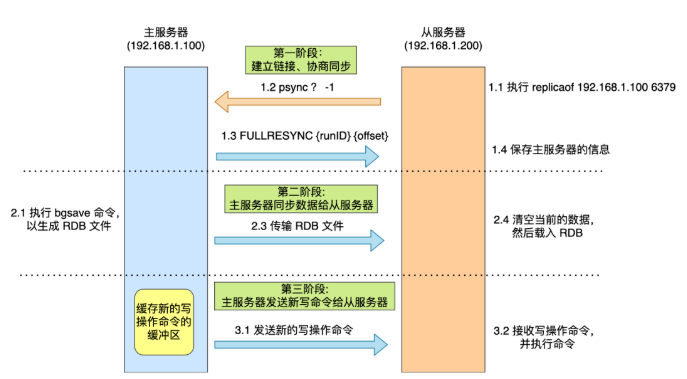 主服务器
(192.168.1.100)
从服务器
(192.168.1.200)
第一阶段:
建立链接、协商同步
1.1 执行 replicaof 192.168.1.100 6379
1.2 psync ? -1
1.3 FULLRESYNC {runID} {offset}
1.4 保存主服务器的信息
第二阶段:
主服务器同步数据给从服务器
2.1 执行 bgsave 命令,
以生成 RDB 文件
2.3 传输 RDB 文件
2.4 清空当前的数据,
然后载入 RDB
第三阶段:
主服务器发送新写命令给从服务器
缓存新的写
操作命令的
缓冲区
3.1 发送新的写操作命令
3.2 接收写操作命令,
并执行命令